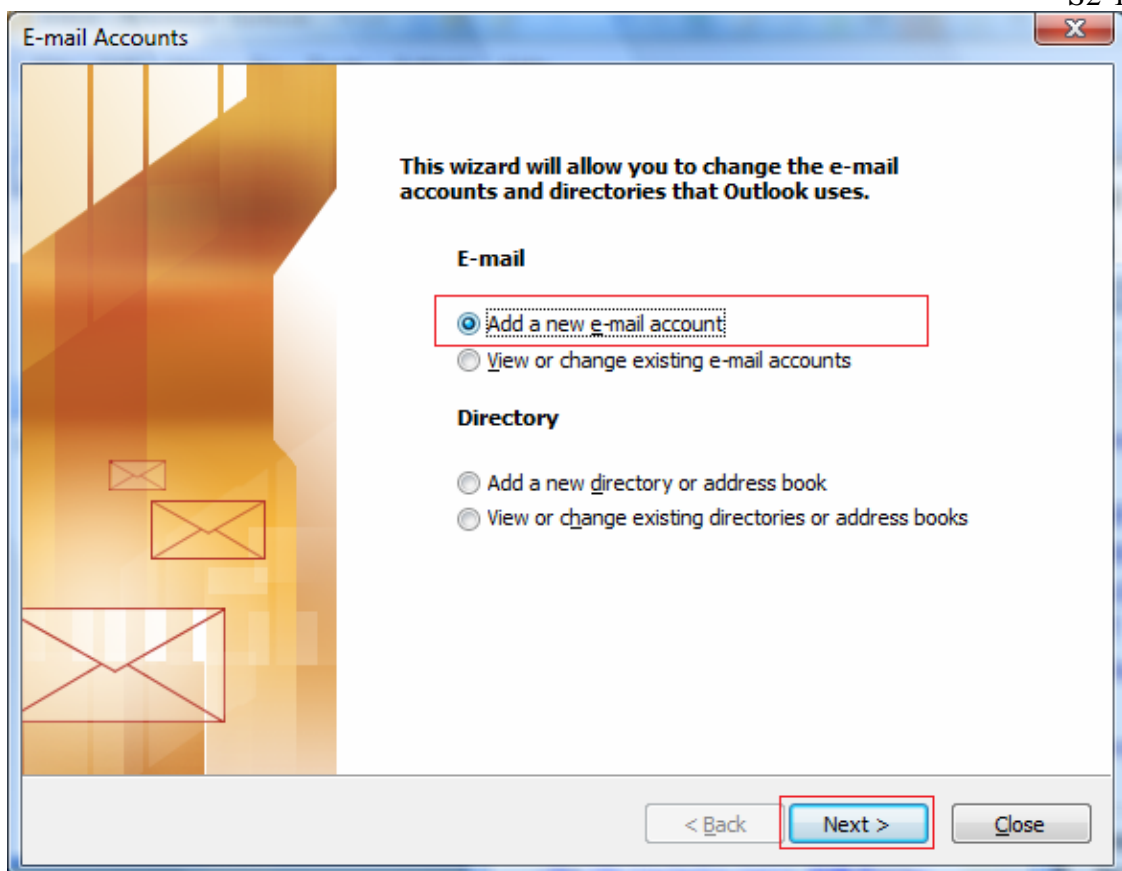 E-mail Accounts
X
This wizard will allow you to change the e-mail
accounts and directories that Outlook uses.
E-mail
Add a new e-mail account
View or change existing e-mail accounts
Directory
Add a new directory or address book
View or change existing directories or address books
< Back Next > Close